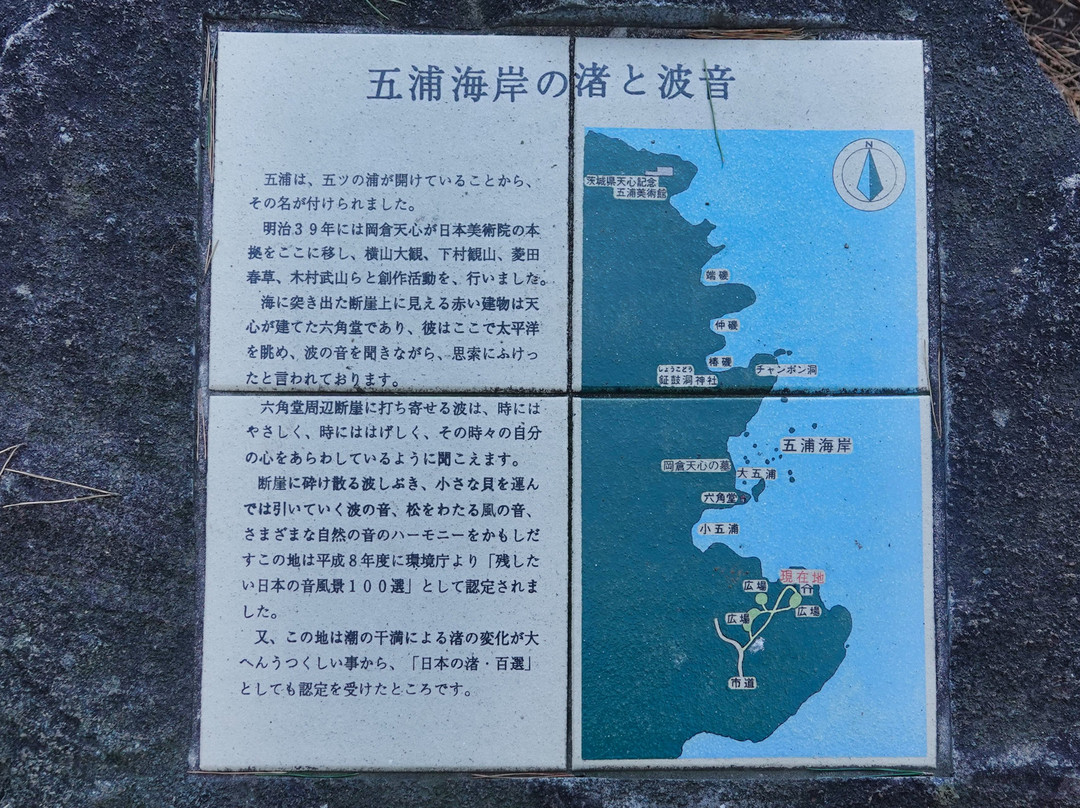 五浦海岸の渚と波音
五浦は、五ツの浦が開けていることから、
その名が付けられました。
明治39年には岡倉天心が日本美術院の本
拠をここに移し、横山大観、下村観山、菱田
春草、木村武山らと創作活動を、行いました。
海に突き出た断崖上に見える赤い建物は天
心が建てた六角堂であり、彼はここで太平洋
を眺め、波の音を聞きながら、思索にふけっ
たと言われております。
六角堂周辺断崖に打ち寄せる波は、時には
やさしく、時にははげしく、その時々の自分
の心をあらわしているように聞こえます。
断崖に砕け散る波しぶき、小さな貝を運ん
では引いていく波の音、松をわたる風の音、
さまざまな自然の音のハーモニーをかもしだ
すこの地は平成8年度に環境庁より「残した
い日本の音風景100選」として認定されま
した。
又、この地は潮の干満による渚の変化が大
へんうつくしい事から、「日本の渚・百選」
としても認定を受けたところです。
N
茨城県天心記念
五浦美術館
端磯
仲磯
椿磯
しょうこどう
鉦鼓洞神社
チャンボン洞
五浦海岸
岡倉天心の墓
大五浦
六角堂
小五浦
現在地
広場
広場
広場
市道